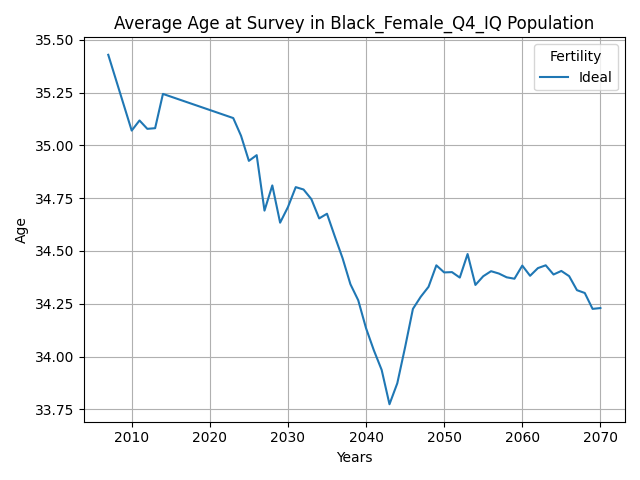 Average Age at Survey in Black_Female_Q4_IQ Population
Fertility
Ideal
35.50
35.25
35.00
34.75
34.50
34.25
34.00
33.75
Age
2010 2020 2030 2040 2050 2060 2070
Years